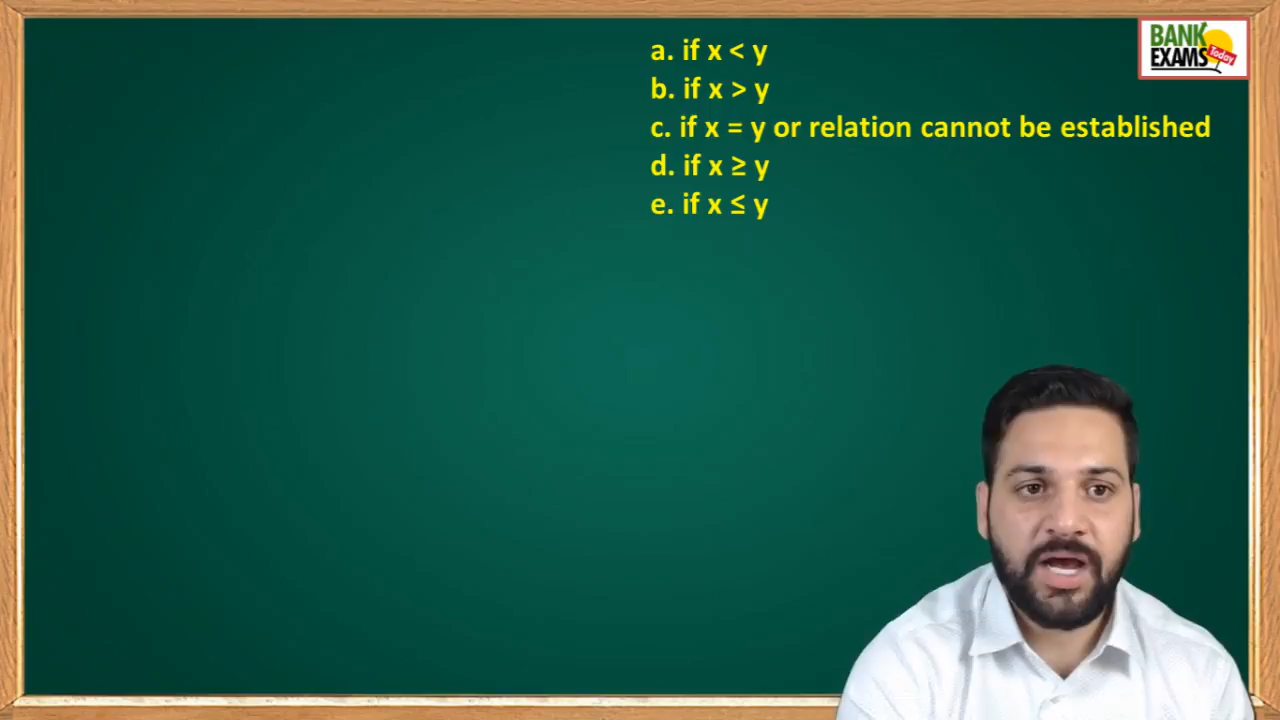 a. if x < y
b. if x > y
c. if x = y or relation cannot be established
d. if x ≥ y
e. if x ≤ y
BANK
EXAMS Today